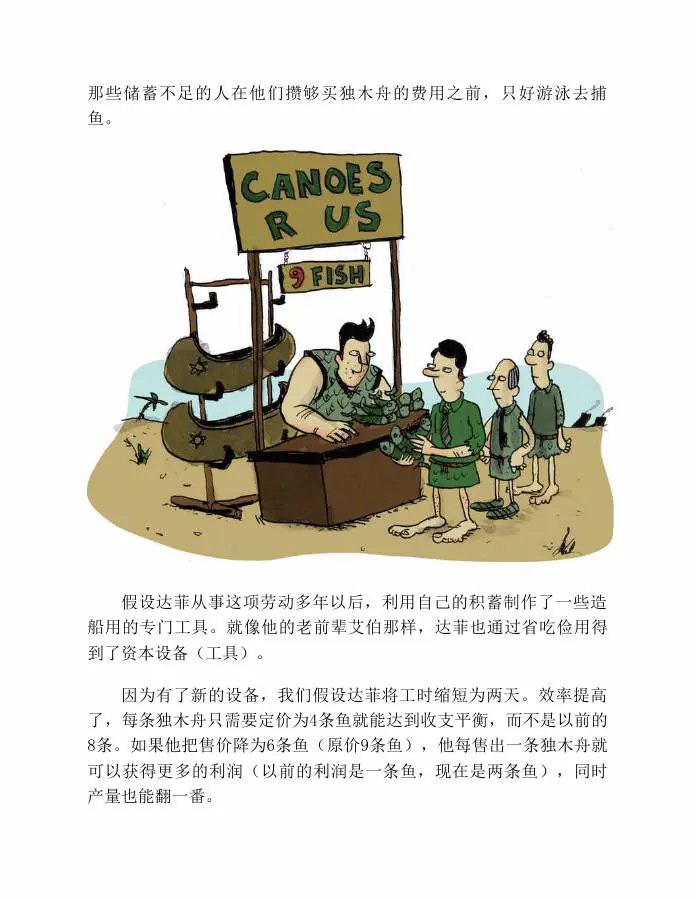 那些储蓄不足的人在他们攒够买独木舟的费用之前，只好游泳去捕
鱼。
CANOES
R US
9 FISH
假设达菲从事这项劳动多年以后，利用自己的积蓄制作了一些造
船用的专门工具。就像他的老前辈艾伯那样，达菲也通过省吃俭用得
到了资本设备（工具）。
因为有了新的设备，我们假设达菲将工时缩短为两天。效率提高
了，每条独木舟只需要定价为4条鱼就能达到收支平衡，而不是以前的
8条。如果他把售价降为6条鱼（原价9条鱼），他每售出一条独木舟就
可以获得更多的利润（以前的利润是一条鱼，现在是两条鱼），同时
产量也能翻一番。